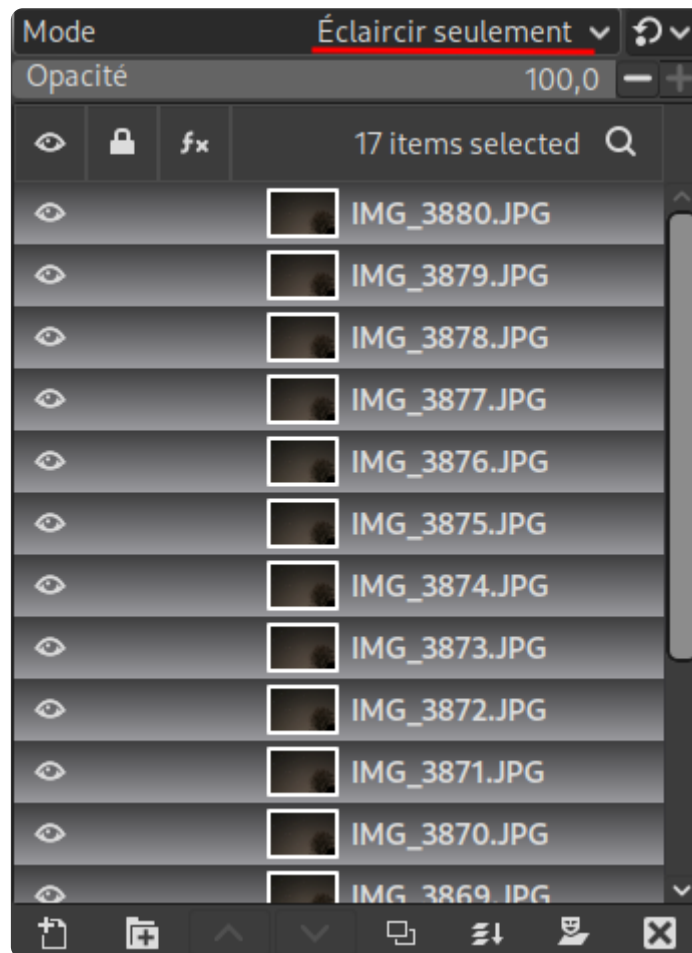 Mode Éclaircir seulement
Opacité 100,0
fx 17 items selected
IMG_3880.JPG
IMG_3879.JPG
IMG_3878.JPG
IMG_3877.JPG
IMG_3876.JPG
IMG_3875.JPG
IMG_3874.JPG
IMG_3873.JPG
IMG_3872.JPG
IMG_3871.JPG
IMG_3870.JPG
IMG_3869.JPG